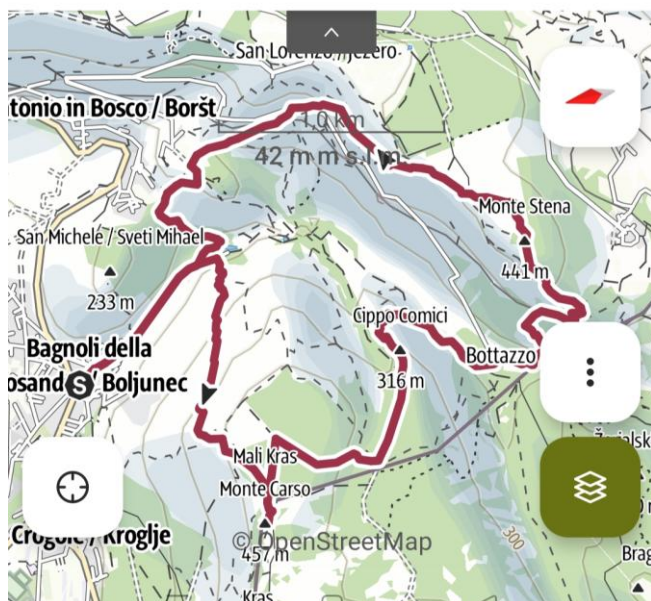 San Lorenzo / Jezero
tonio in Bosco / Boršt
1,0 km
42 m m s.l.m
Monte Stena
San Michele / Sveti Mihael
441 m
233 m
Cippo Comici
Bagnoli della
Bottazzo
osand
S
Boljunec
316 m
Mali Kras
Monte Carso
Crogole / Kroglje
© OpenStreetMap
457 m
300
Brag
Kras